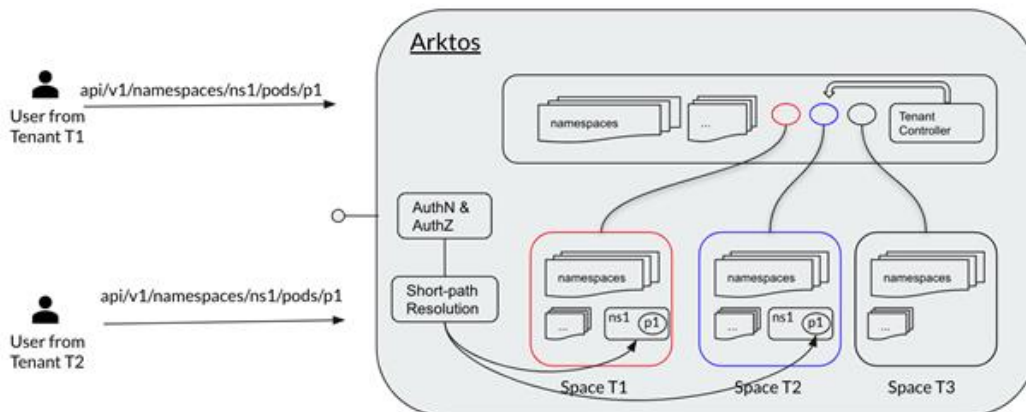 Arktos
api/v1/namespaces/ns1/pods/p1
User from
Tenant T1
namespaces
...
Tenant
Controller
AuthN &
AuthZ
api/v1/namespaces/ns1/pods/p1
User from
Tenant T2
Short-path
Resolution
namespaces
...
ns1
p1
Space T1
namespaces
...
ns1
p1
Space T2
namespaces
...
Space T3